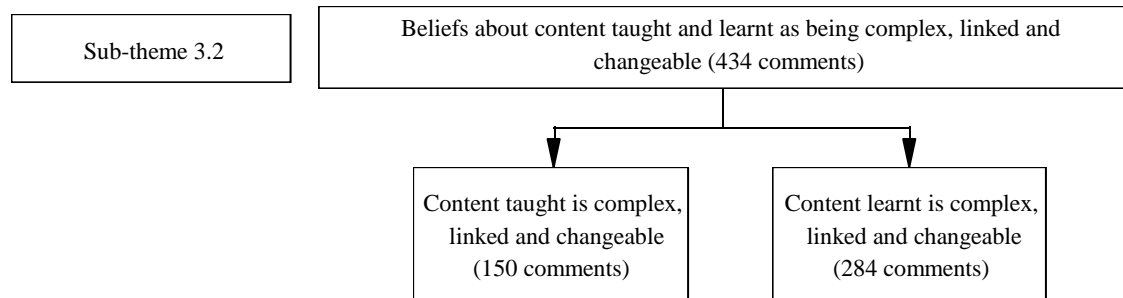 Sub-theme 3.2
Beliefs about content taught and learnt as being complex, linked and
changeable (434 comments)
Content taught is complex,
linked and changeable
(150 comments)
Content learnt is complex,
linked and changeable
(284 comments)